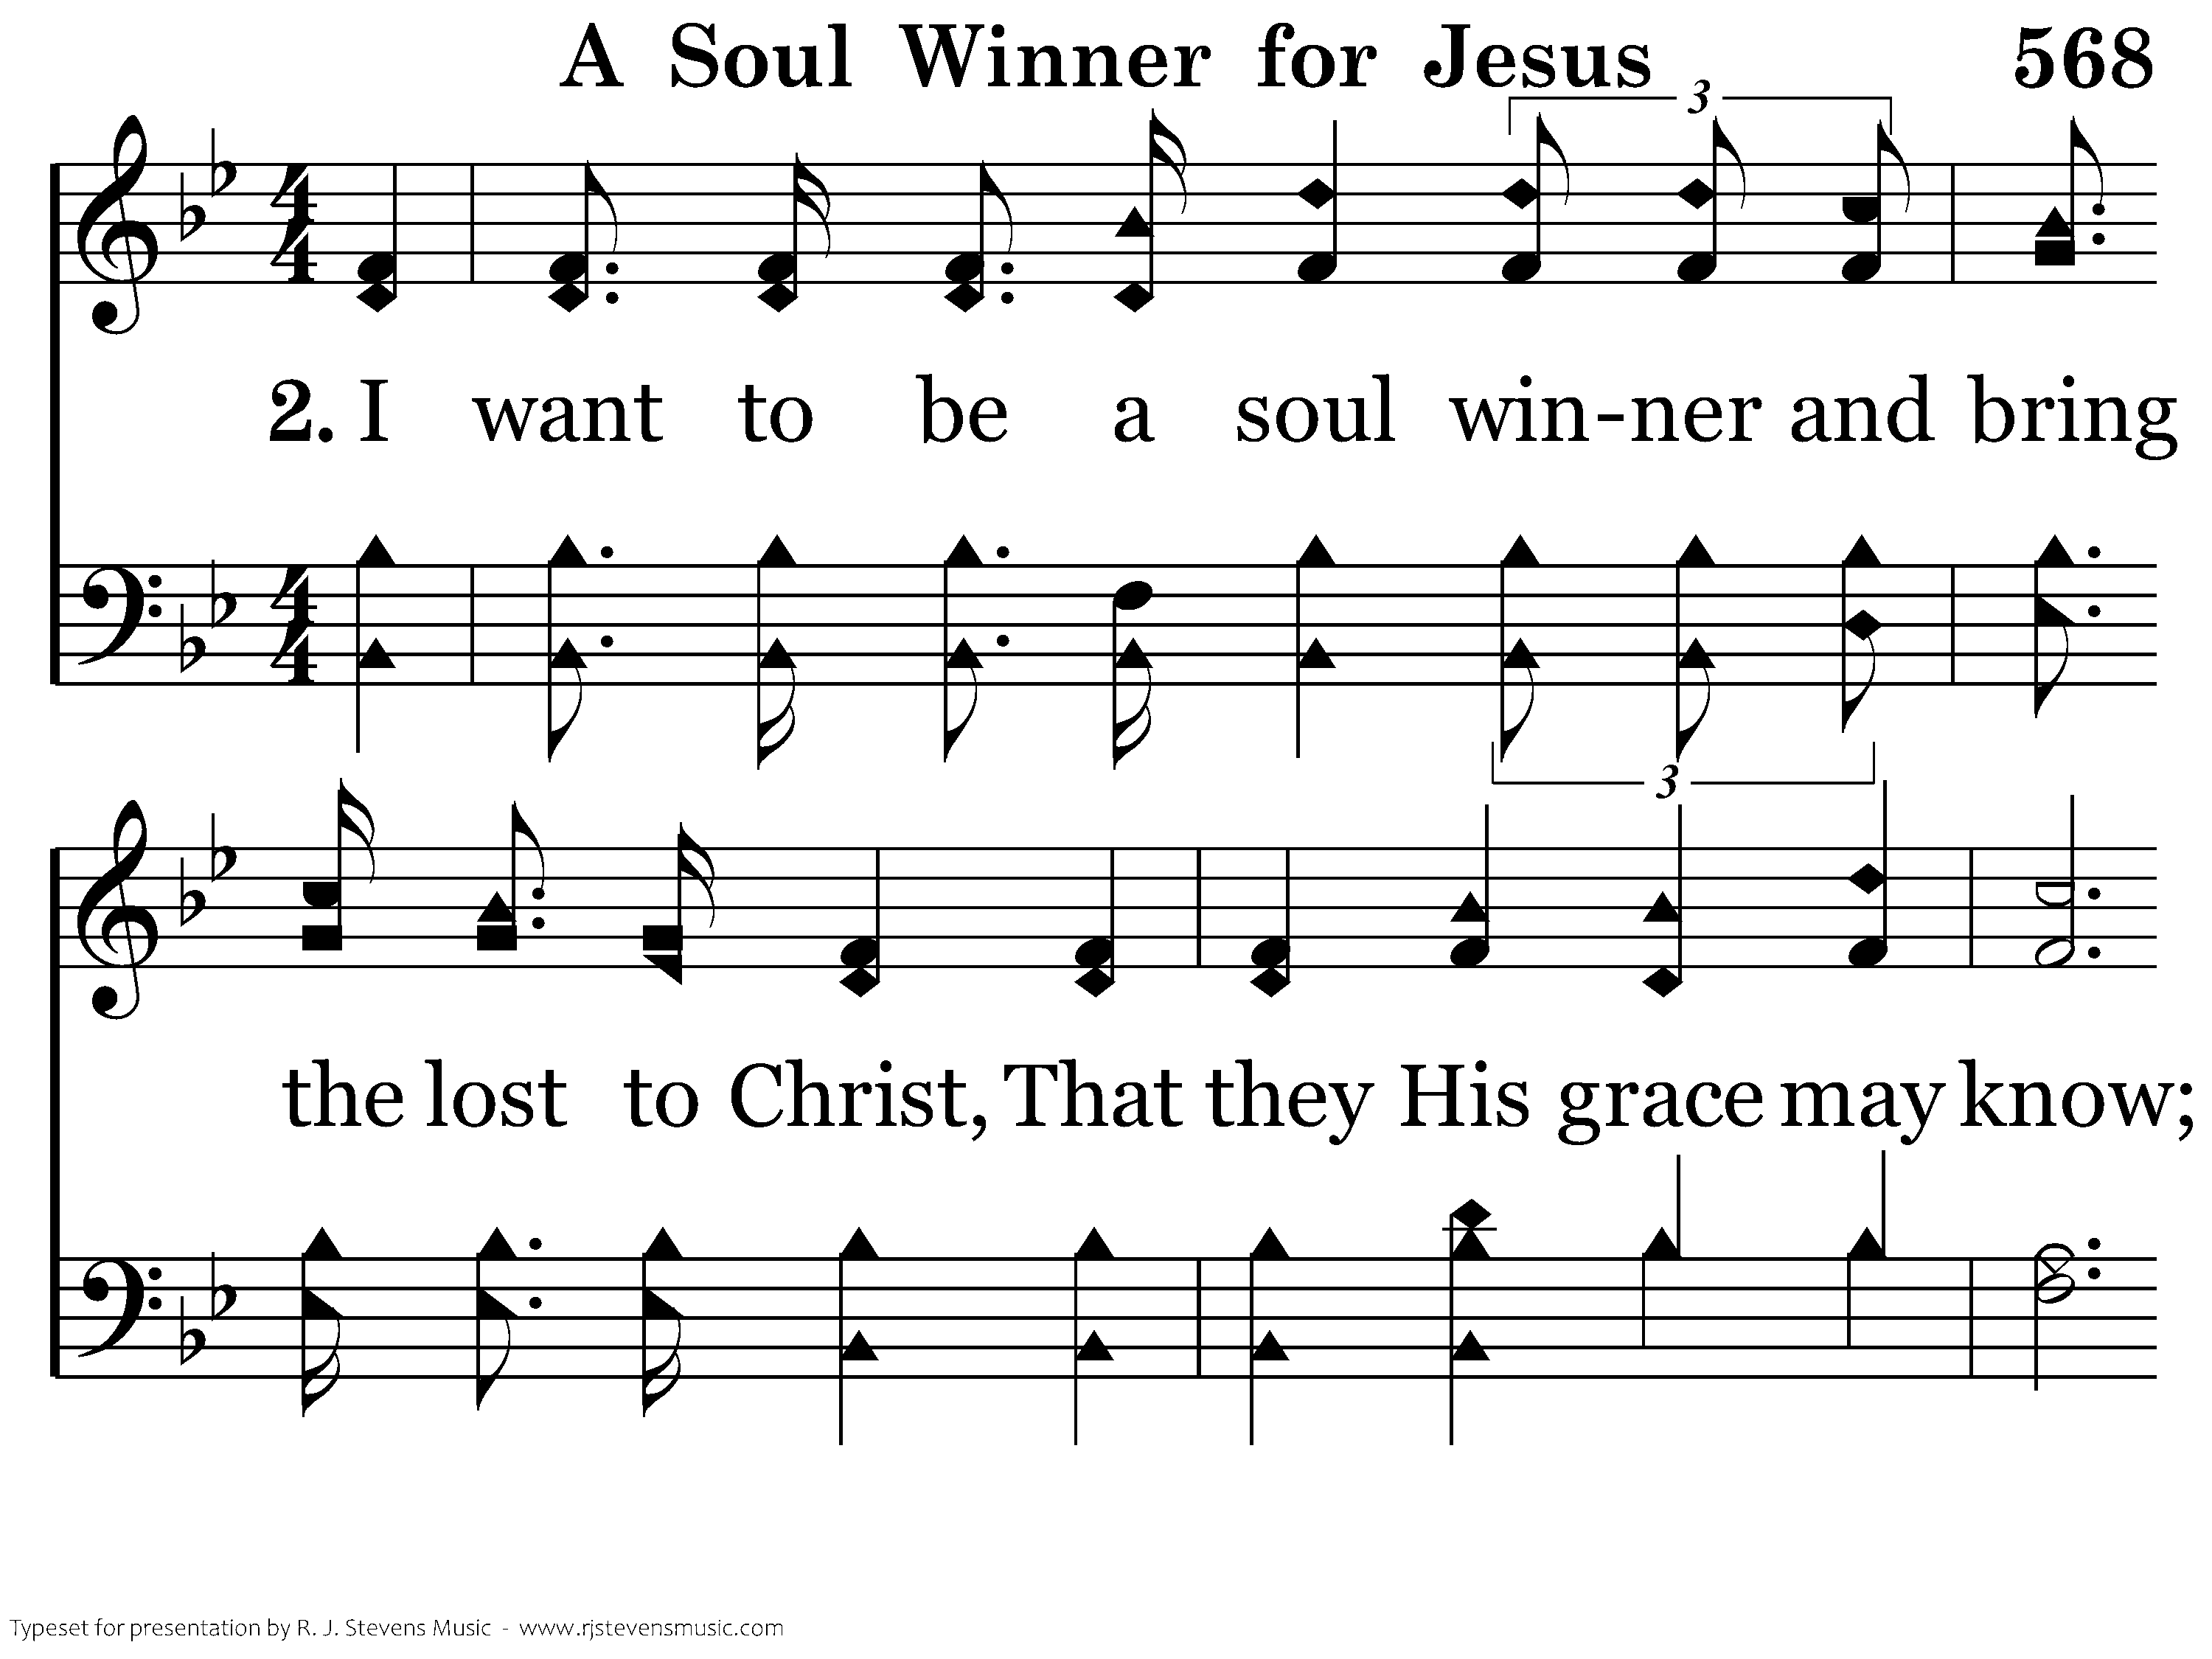 A Soul Winner for Jesus 568
3
2. I want to be a soul win-ner and bring
3
the lost to Christ, That they His grace may know;
Typeset for presentation by R. J. Stevens Music - www.rjstevensmusic.com